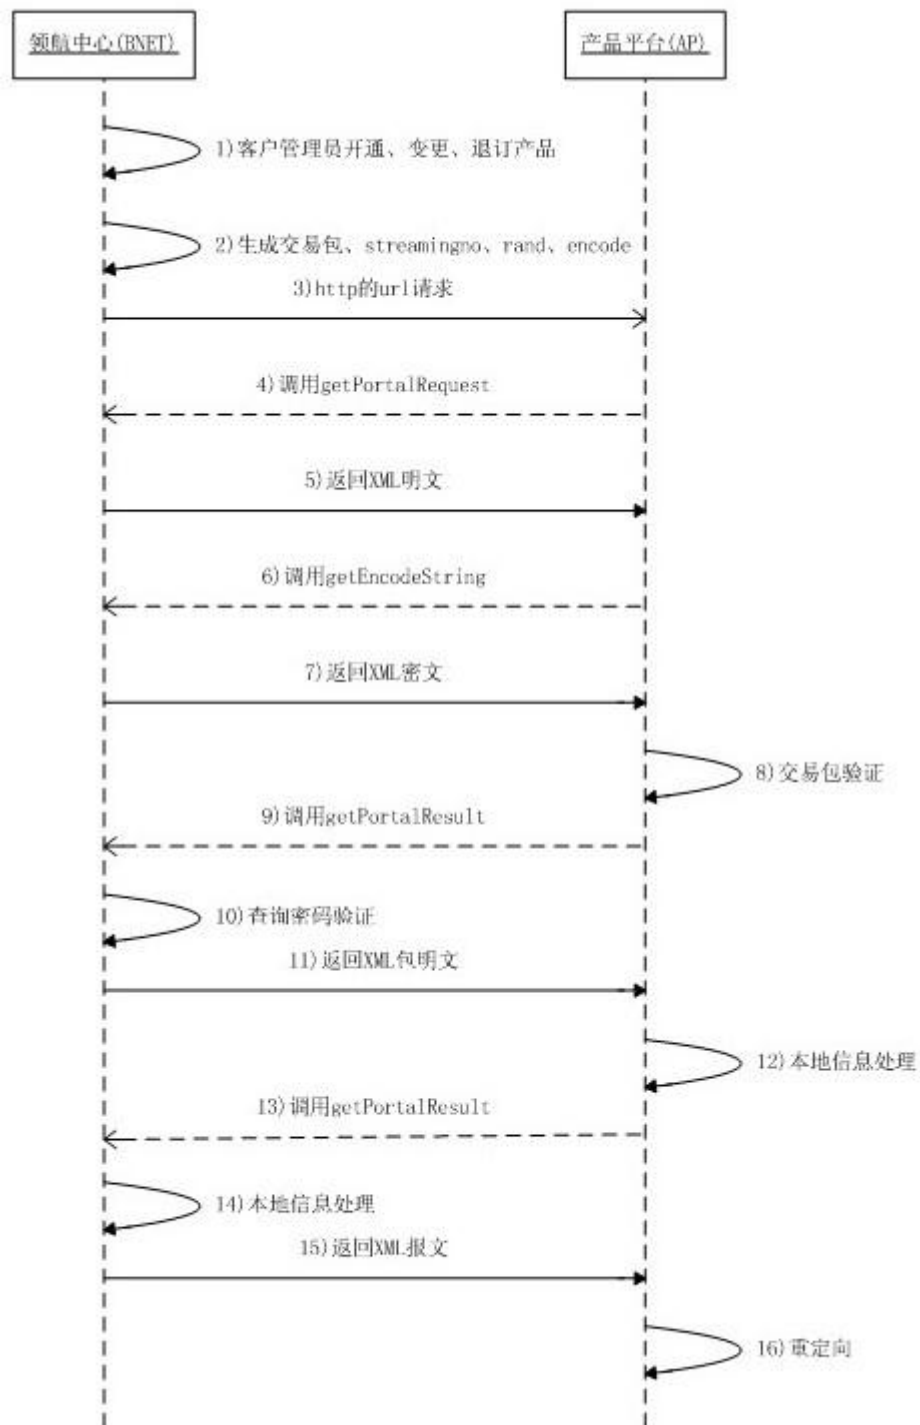 领航中心(BNET)
产品平台(AP)
1)客户管理员开通、变更、退订产品
2)生成交易包、streamingno、rand、encode
3)http的url请求
4)调用getPortalRequest
5)返回XML明文
6)调用getEncodeString
7)返回XML密文
8)交易包验证
9)调用getPortalResult
10)查询密码验证
11)返回XML包明文
12)本地信息处理
13)调用getPortalResult
14)本地信息处理
15)返回XML报文
16)重定向